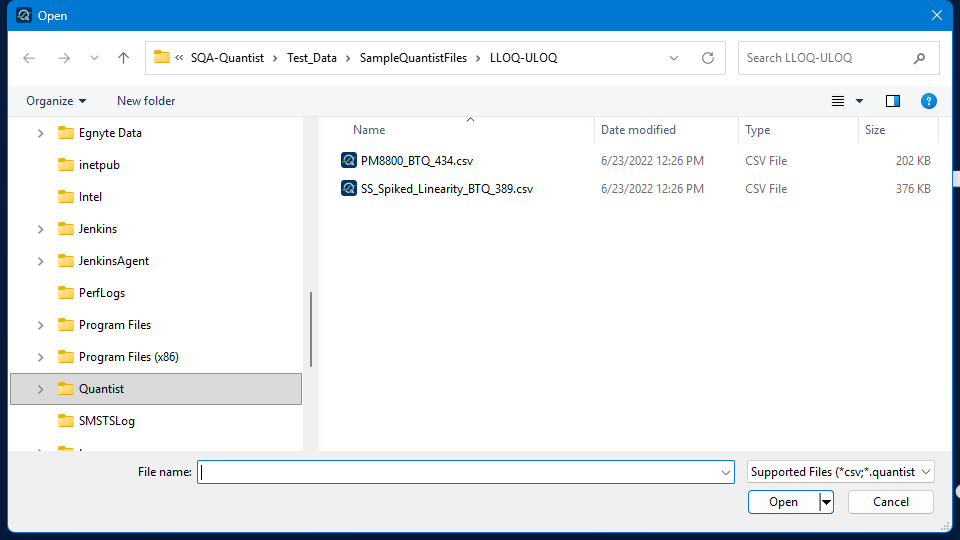 Open
« SQA-Quantist > Test_Data > SampleQuantistFiles > LLOQ-ULOQ
Search LLOQ-ULOQ
Organize
New folder
?
Name Date modified Type Size
Egnyte Data
inetpub
Intel
Jenkins
JenkinsAgent
PerfLogs
Program Files
Program Files (x86)
Quantist
SMSTSLog
PM8800_BTQ_434.csv 6/23/2022 12:26 PM CSV File 202 KB
SS_Spiked_Linearity_BTQ_389.csv 6/23/2022 12:26 PM CSV File 376 KB
File name:
Supported Files (*csv;*.quantist
Open
Cancel